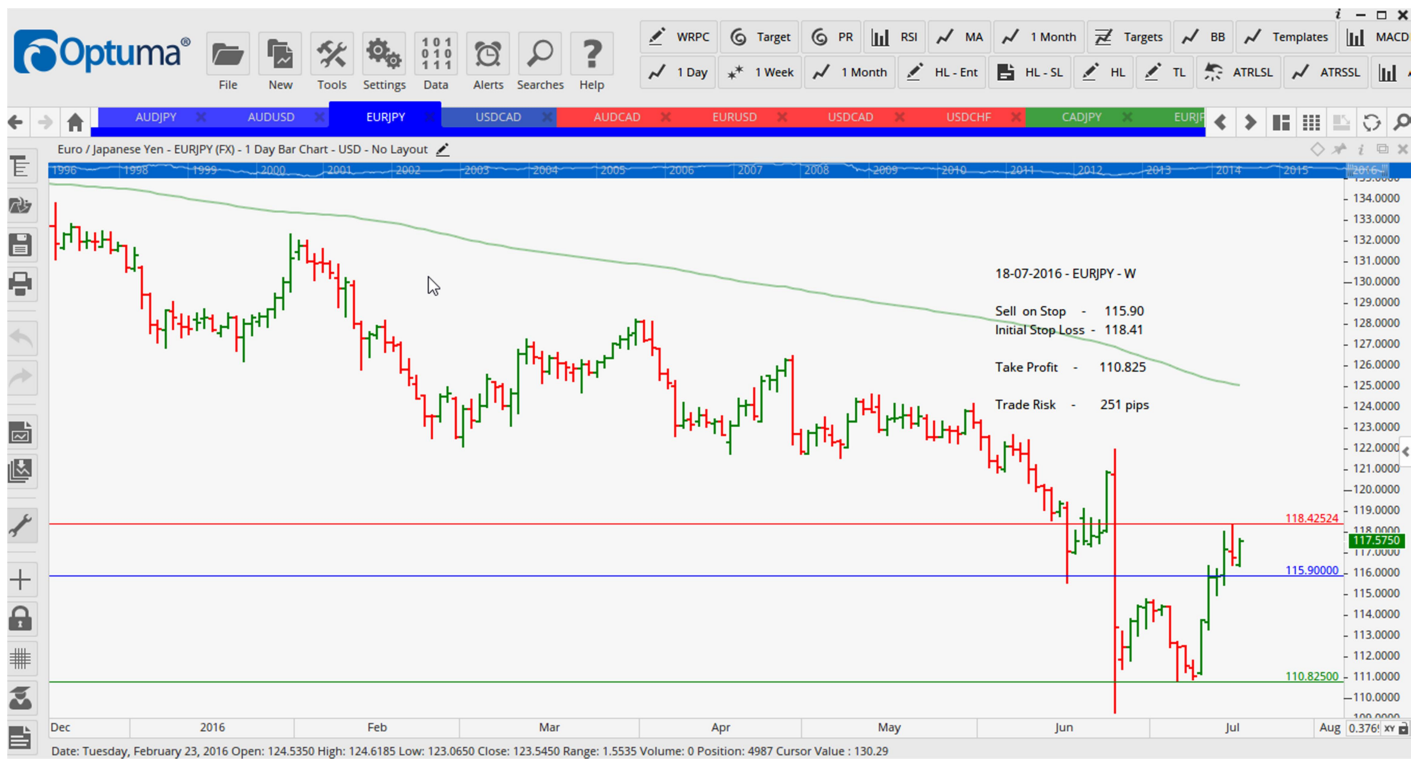 i
Optuma®
WRPC Target PR RSI MA 1 Month Targets BB Templates MACD
1 Day 1 Week 1 Month HL - Ent HL - SL HL TL ATRLSL ATRSSL
101
010
111
File New Tools Settings Data Alerts Searches Help
AUDJPY AUDUSD EURJPY USDCAD AUDCAD EURUSD USDCAD USDCHF CADJPY EURJF
Euro / Japanese Yen - EURJPY (FX) - 1 Day Bar Chart - USD - No Layout
1996 1998 1999 2000 2001 2002 2003 2004 2005 2006 2007 2008 2009 2010 2011 2012 2013 2014 2015 2016
135.0000
134.0000
133.0000
132.0000
131.0000
130.0000
129.0000
128.0000
127.0000
126.0000
125.0000
124.0000
123.0000
122.0000
121.0000
120.0000
119.0000
118.0000
117.5750
117.0000
116.0000
115.0000
114.0000
113.0000
112.0000
111.0000
110.0000
109.0000
18-07-2016 - EURJPY - W
Sell on Stop - 115.90
Initial Stop Loss - 118.41
Take Profit - 110.825
Trade Risk - 251 pips
118.42524
115.90000
110.82500
Dec 2016 Feb Mar Apr May Jun Jul Aug 0.376 XY
Date: Tuesday, February 23, 2016 Open: 124.5350 High: 124.6185 Low: 123.0650 Close: 123.5450 Range: 1.5535 Volume: 0 Position: 4987 Cursor Value : 130.29